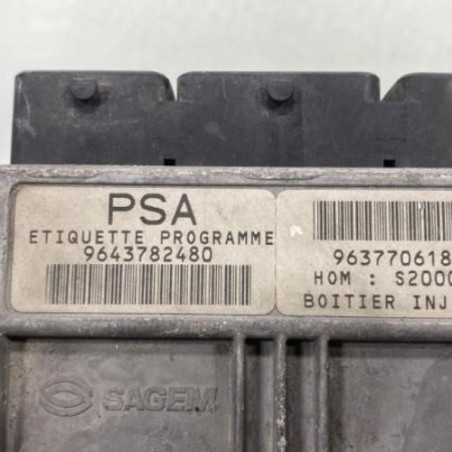 PSA
ETIQUETTE PROGRAMME
9643782480
963770618
HOM : S2000
BOITIER INJ
SAGEM